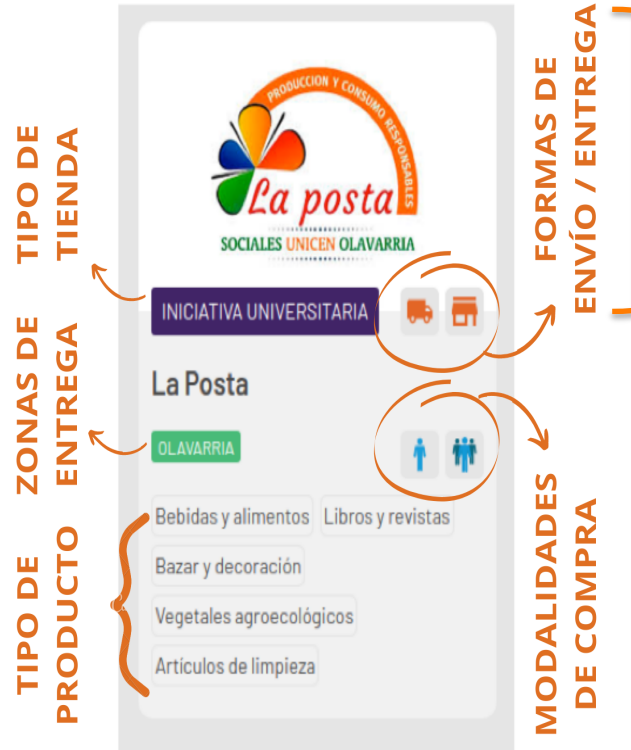 TIPO DE
TIENDA
ZONAS DE
ENTREGA
TIPO DE
PRODUCTO
PRODUCCION Y CONSUMO RESPONSABLES
La posta
SOCIALES UNICEN OLAVARRIA
INICIATIVA UNIVERSITARIA
La Posta
OLAVARRIA
Bebidas y alimentos
Libros y revistas
Bazar y decoración
Vegetales agroecológicos
Artículos de limpieza
FORMAS DE
ENVÍO / ENTREGA
MODALIDADES
DE COMPRA